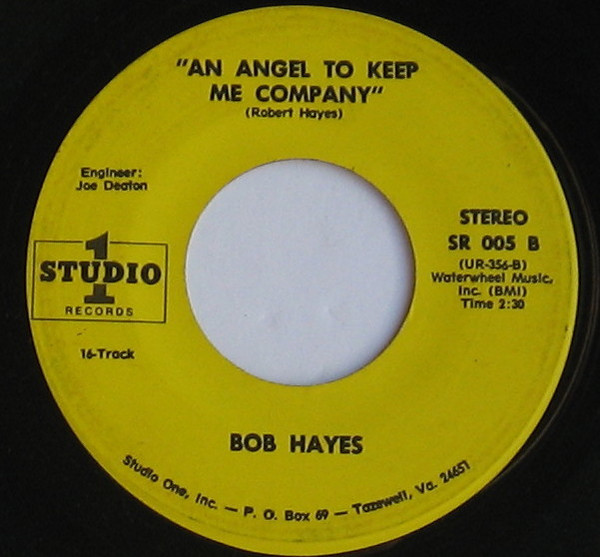 "AN ANGEL TO KEEP
ME COMPANY"
(Robert Hayes)
Engineer:
Joe Deaton
STUDIO 1
RECORDS
16-Track
STEREO
SR 005 B
(UR-356-B)
Waterwheel Music,
Inc. (BMI)
Time 2:30
BOB HAYES
Studio One, Inc. — P. O. Box 69 — Tazewell, Va. 24651